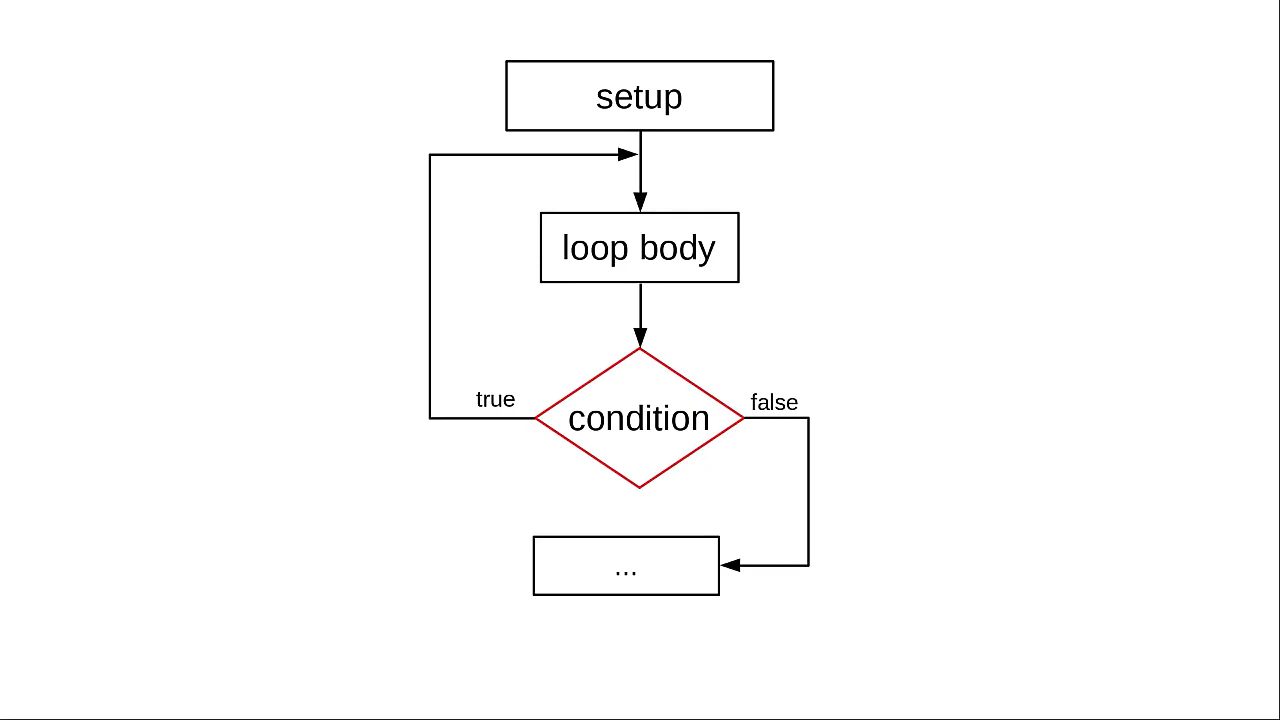 setup
loop body
true
false
condition
...